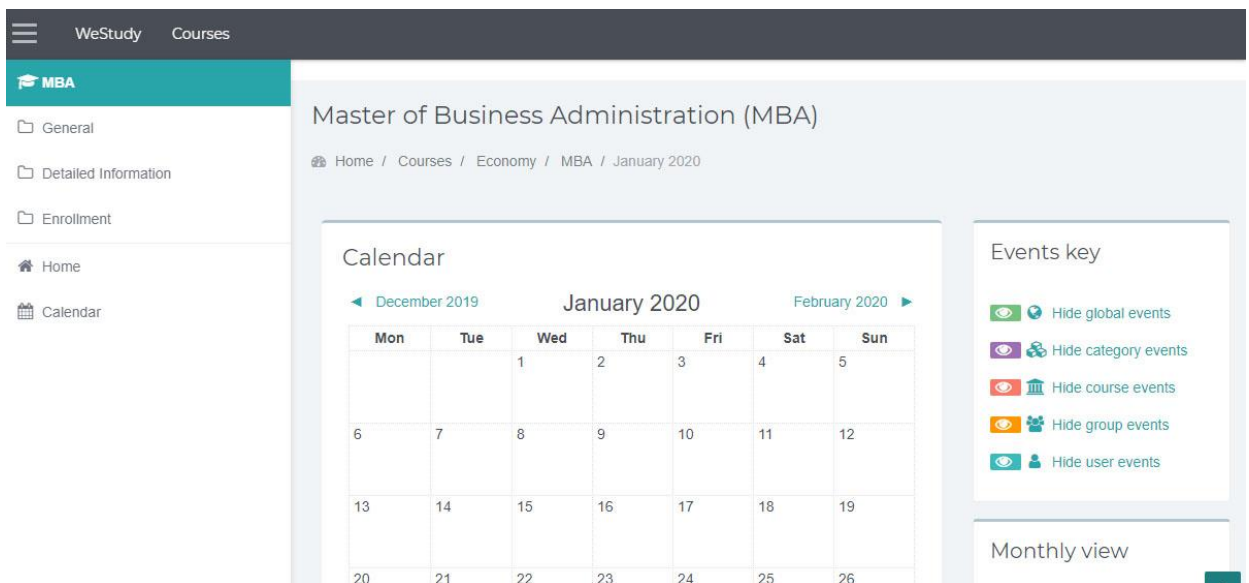 WeStudy Courses
MBA
General
Detailed Information
Enrollment
Home
Calendar
Master of Business Administration (MBA)
Home / Courses / Economy / MBA / January 2020
Calendar
◄ December 2019 January 2020 February 2020 ►
Mon Tue Wed Thu Fri Sat Sun
1 2 3 4 5
6 7 8 9 10 11 12
13 14 15 16 17 18 19
20 21 22 23 24 25 26
Events key
Hide global events
Hide category events
Hide course events
Hide group events
Hide user events
Monthly view